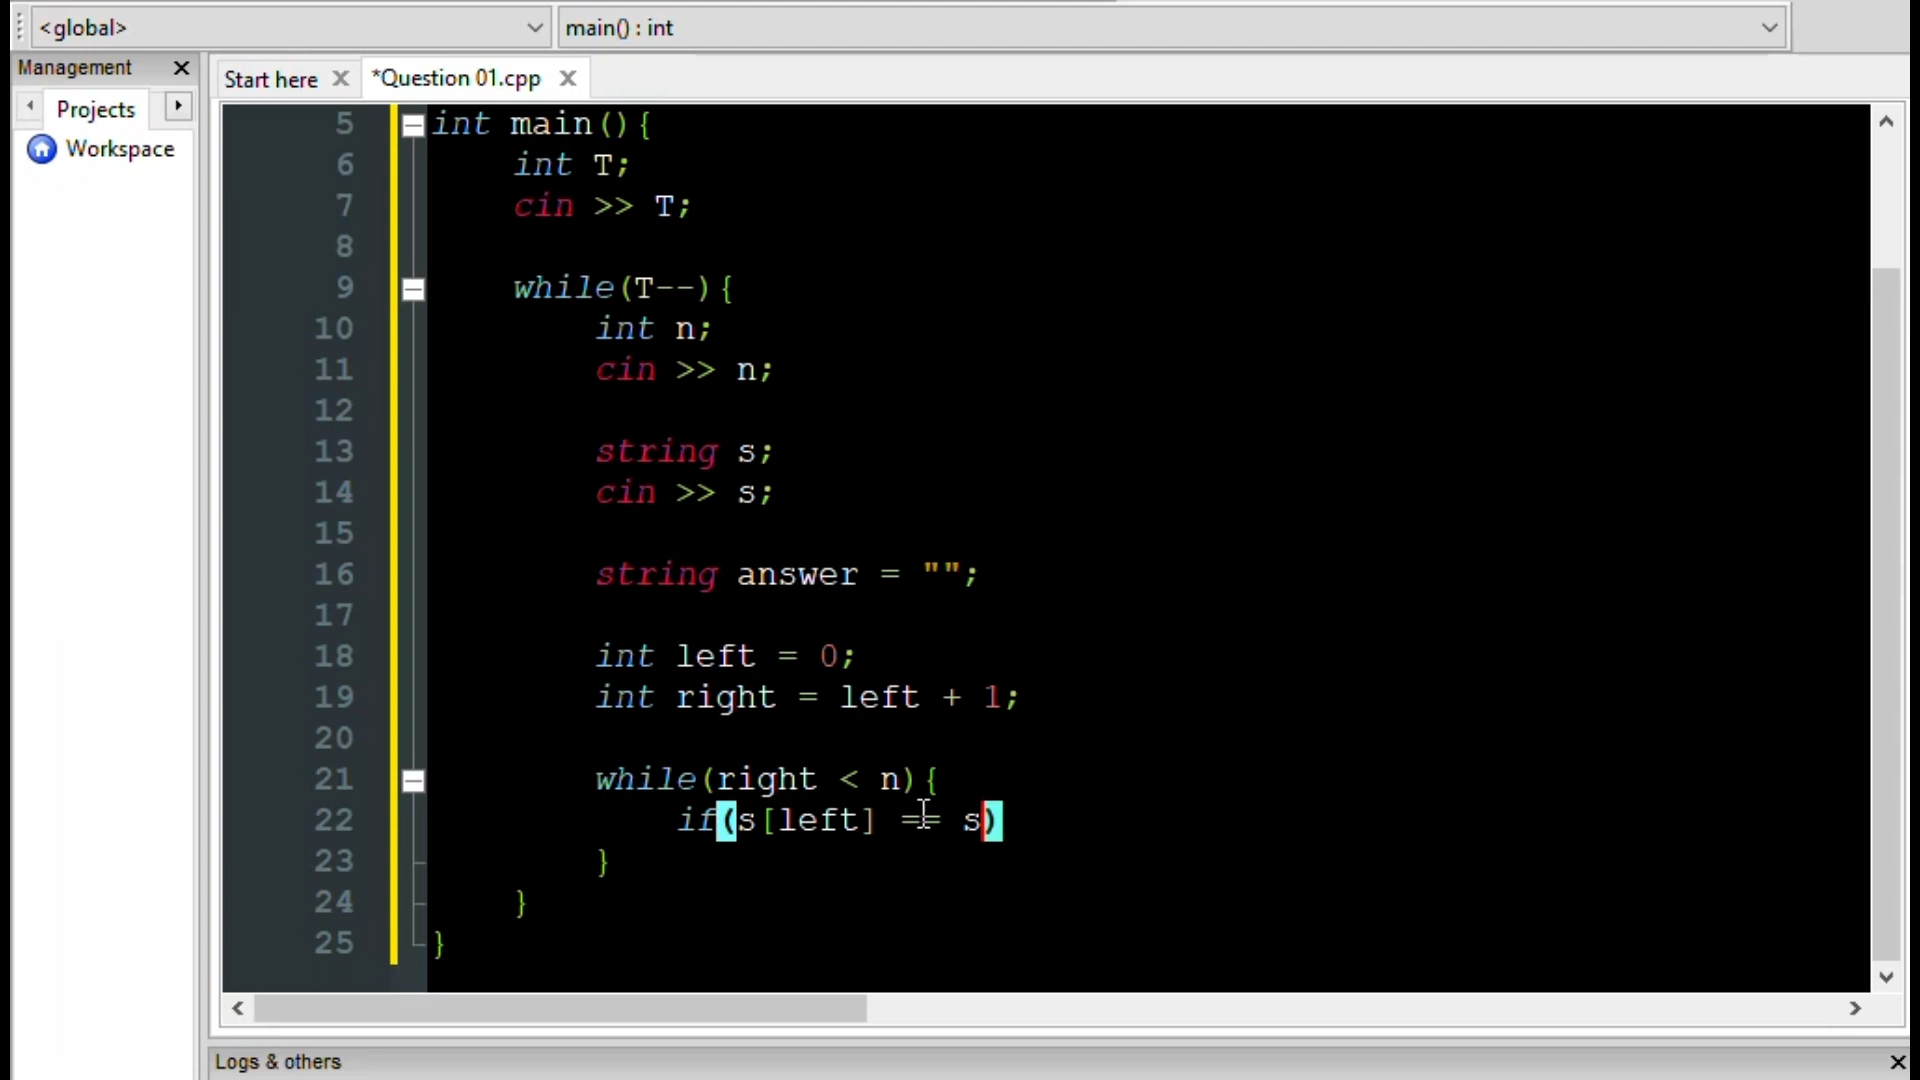 <global> main() : int
Management
Projects
Workspace
Start here *Question 01.cpp
5 int main(){
6 int T;
7 cin >> T;
8
9 while(T--){
10 int n;
11 cin >> n;
12
13 string s;
14 cin >> s;
15
16 string answer = "";
17
18 int left = 0;
19 int right = left + 1;
20
21 while(right < n){
22 if(s[left] == s)
23 }
24 }
25 }
Logs & others